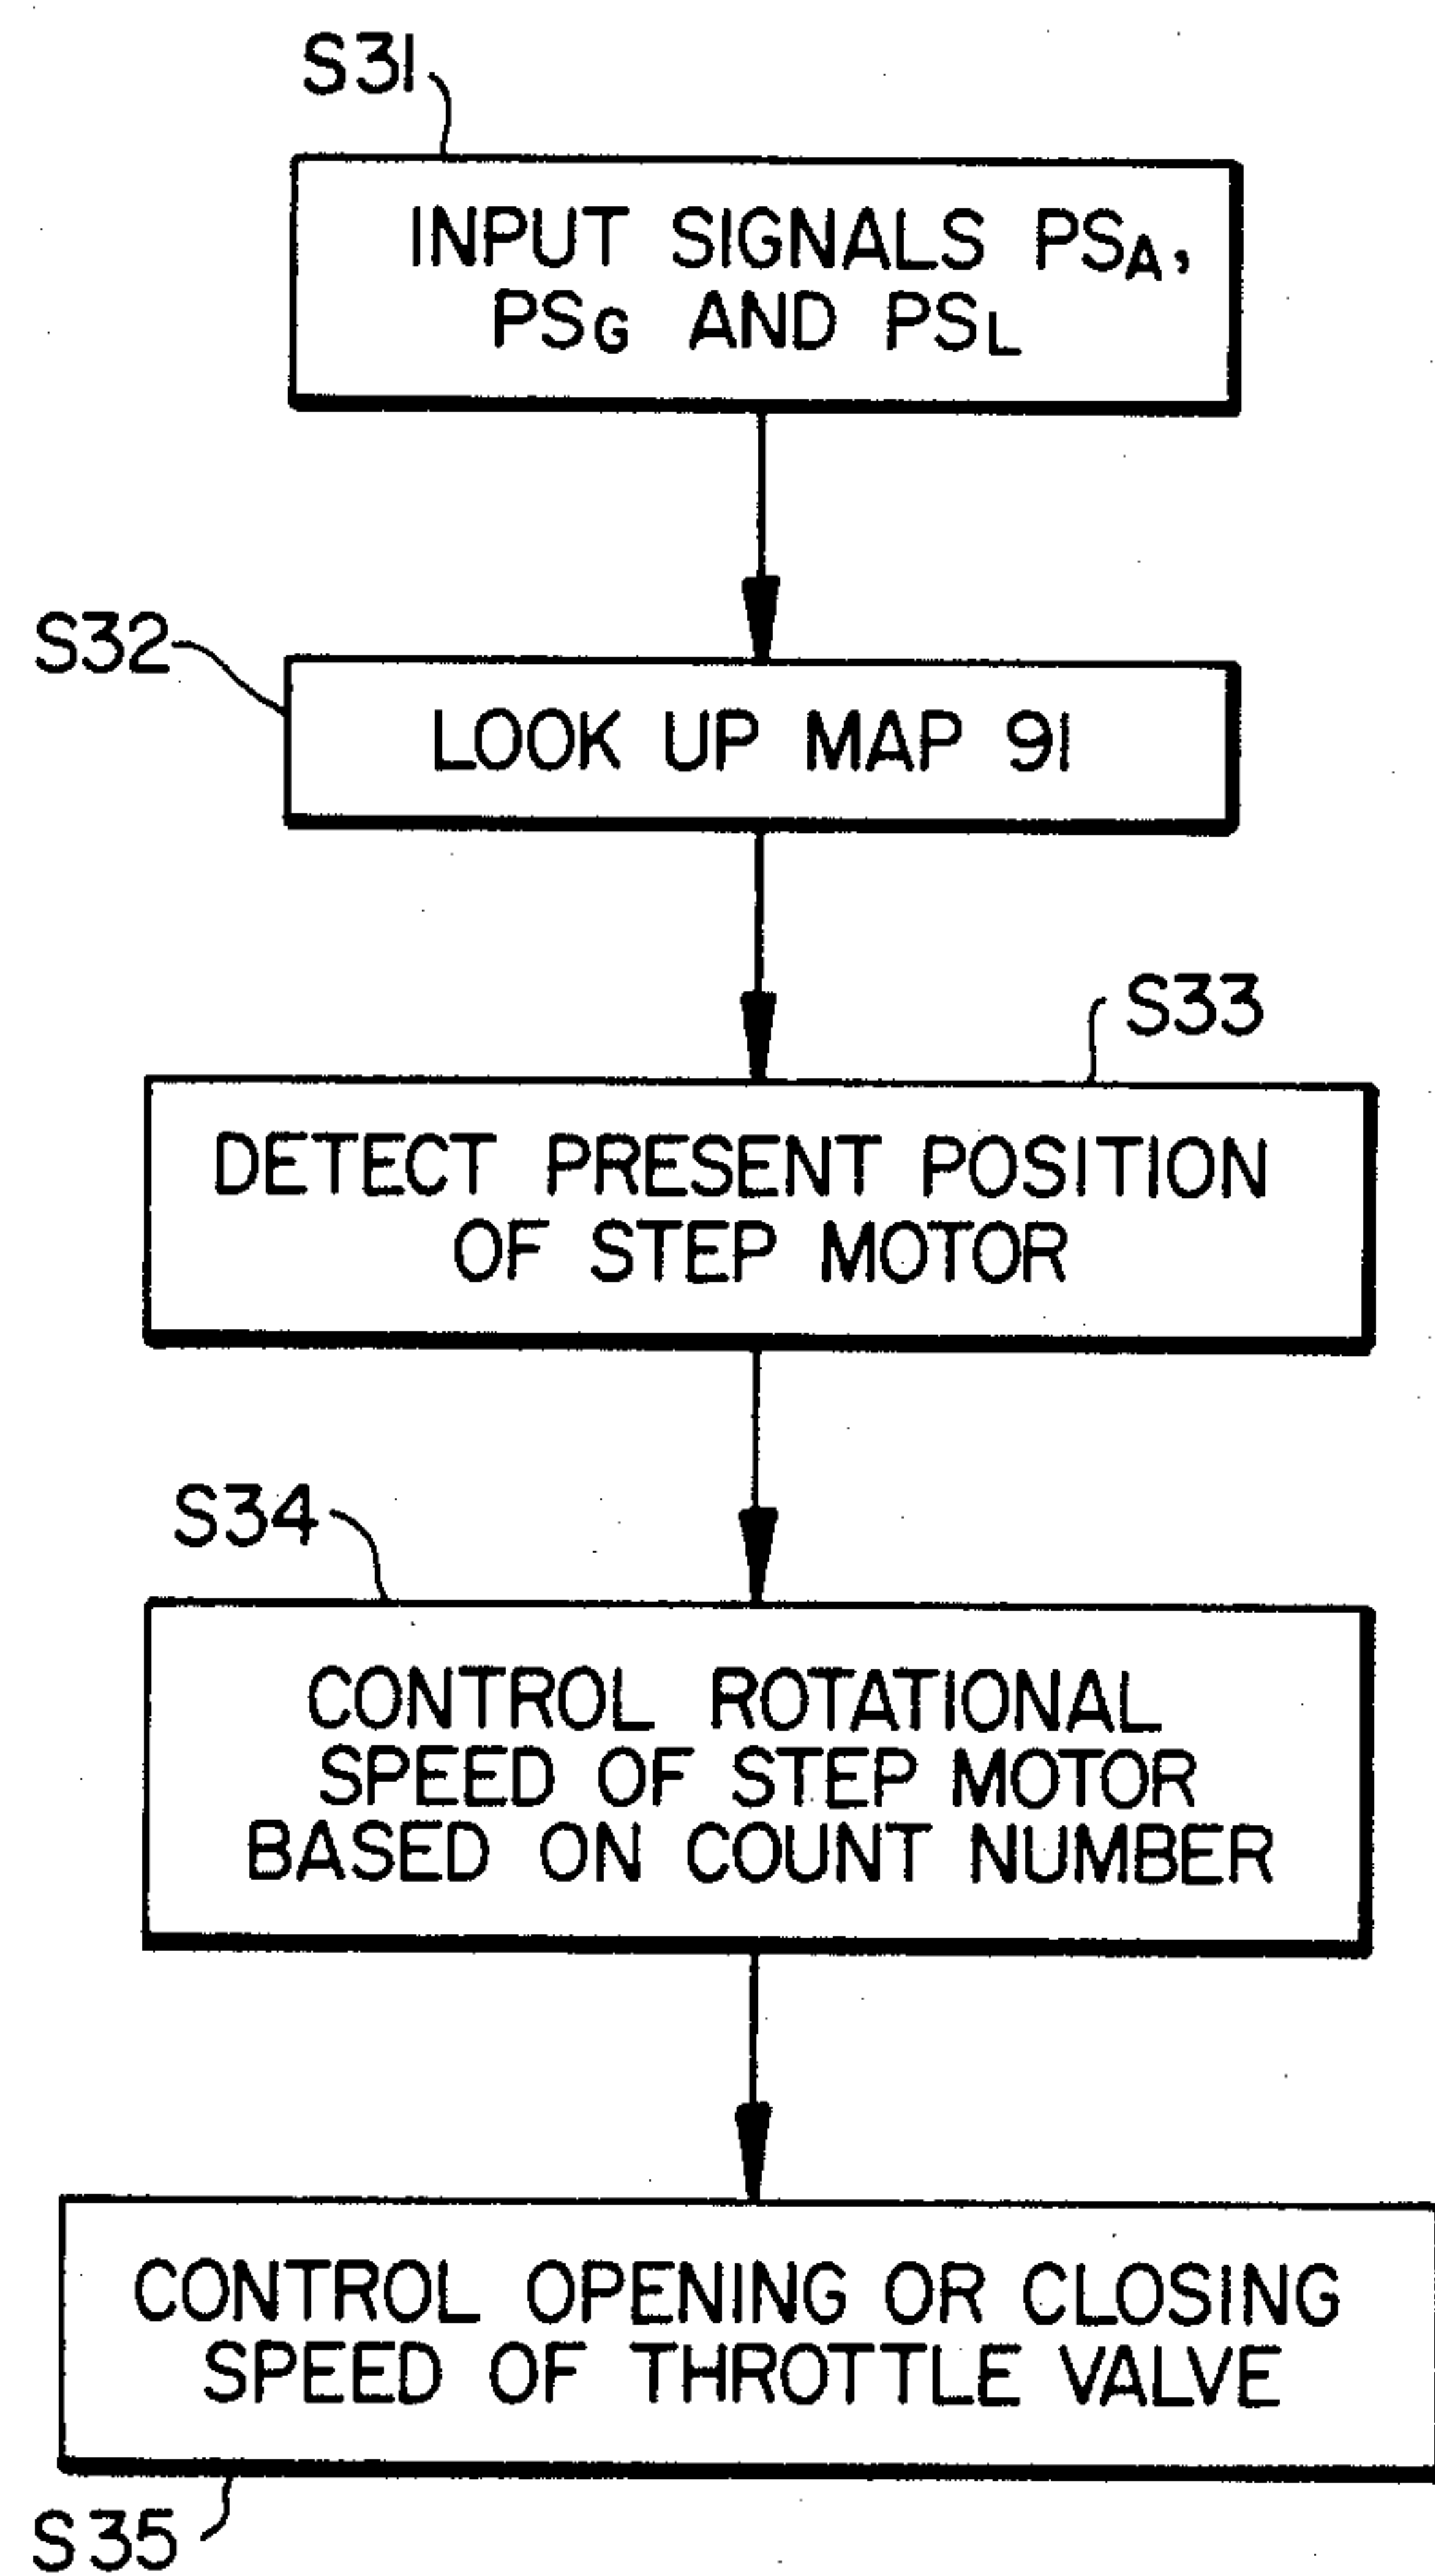 S31
INPUT SIGNALS PSA,
PSG AND PSL
S32
LOOK UP MAP 91
S33
DETECT PRESENT POSITION
OF STEP MOTOR
S34
CONTROL ROTATIONAL
SPEED OF STEP MOTOR
BASED ON COUNT NUMBER
CONTROL OPENING OR CLOSING
SPEED OF THROTTLE VALVE
S35